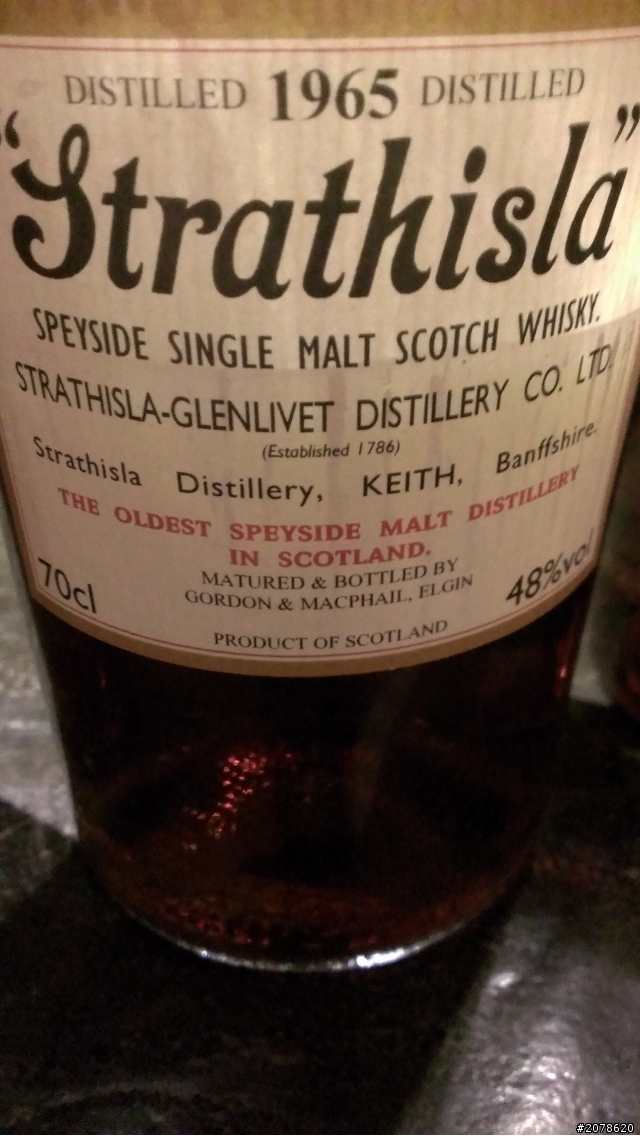 DISTILLED 1965 DISTILLED
"Strathisla"
SPEYSIDE SINGLE MALT SCOTCH WHISKY.
STRATHISLA-GLENLIVET DISTILLERY CO. LTD.
(Established 1786)
Strathisla Distillery, KEITH, Banffshire.
THE OLDEST SPEYSIDE MALT DISTILLERY
IN SCOTLAND.
MATURED & BOTTLED BY
GORDON & MACPHAIL, ELGIN
70cl
48%vol
PRODUCT OF SCOTLAND
#2078620